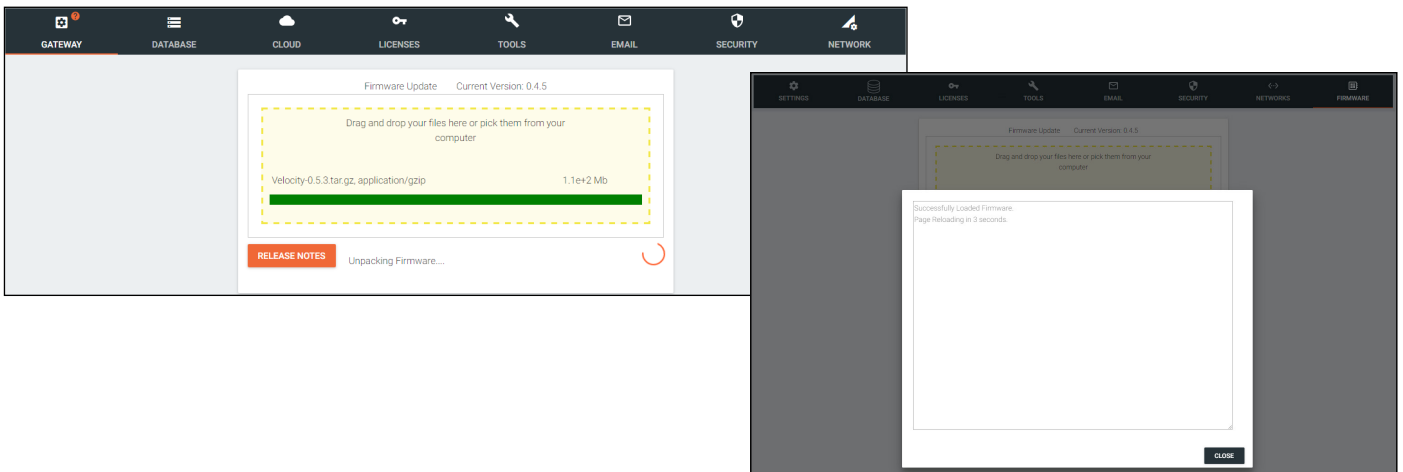 ?
GATEWAY DATABASE CLOUD LICENSES TOOLS EMAIL SECURITY NETWORK
Firmware Update Current Version: 0.4.5
Drag and drop your files here or pick them from your
computer
Velocity-0.5.3.tar.gz, application/gzip 1.1e+2 Mb
RELEASE NOTES Unpacking Firmware....
SETTINGS DATABASE LICENSES TOOLS EMAIL SECURITY NETWORKS FIRMWARE
Firmware Update Current Version: 0.4.5
Drag and drop your files here or pick them from your
computer
Successfully Loaded Firmware.
Page Reloading in 3 seconds.
CLOSE